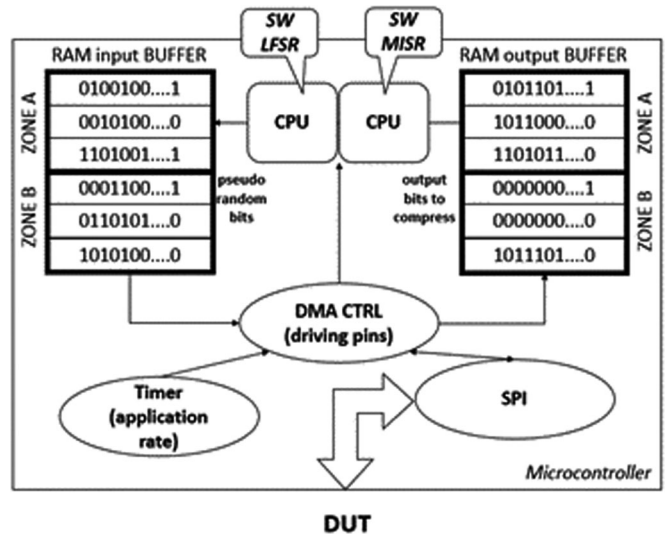 SW
LFSR
SW
MISR
RAM input BUFFER
RAM output BUFFER
ZONE A
0100100....1
0010100....0
1101001....1
ZONE B
0001100....1
0110101....0
1010100....0
CPU
CPU
pseudo
random
bits
output
bits to
compress
0101101....1
1011000....0
1101011....0
ZONE A
0000000....1
0000000....0
1011101....0
ZONE B
DMA CTRL
(driving pins)
Timer
(application
rate)
SPI
Microcontroller
DUT